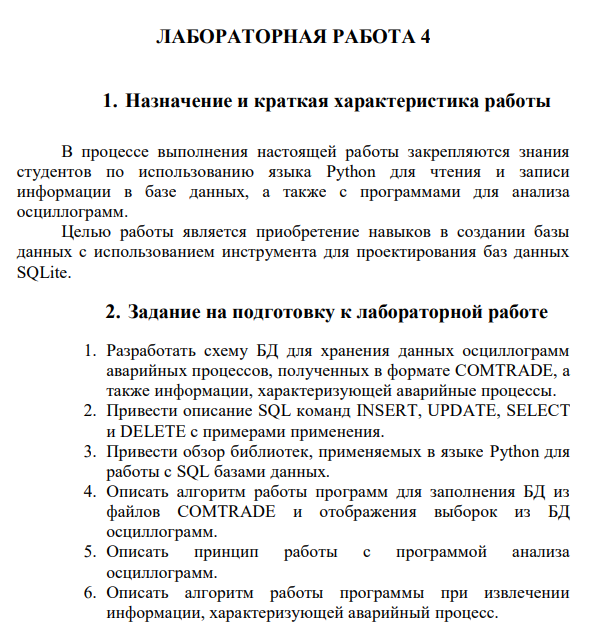 ЛАБОРАТОРНАЯ РАБОТА 4
1. Назначение и краткая характеристика работы
В процессе выполнения настоящей работы закрепляются знания
студентов по использованию языка Python для чтения и записи
информации в базе данных, а также с программами для анализа
осциллограмм.
Целью работы является приобретение навыков в создании базы
данных с использованием инструмента для проектирования баз данных
SQLite.
2. Задание на подготовку к лабораторной работе
1. Разработать схему БД для хранения данных осциллограмм
аварийных процессов, полученных в формате COMTRADE, а
также информации, характеризующей аварийные процессы.
2. Привести описание SQL команд INSERT, UPDATE, SELECT
и DELETE с примерами применения.
3. Привести обзор библиотек, применяемых в языке Python для
работы с SQL базами данных.
4. Описать алгоритм работы программ для заполнения БД из
файлов COMTRADE и отображения выборок из БД
осциллограмм.
5. Описать принцип работы с программой анализа
осциллограмм.
6. Описать алгоритм работы программы при извлечении
информации, характеризующей аварийный процесс.